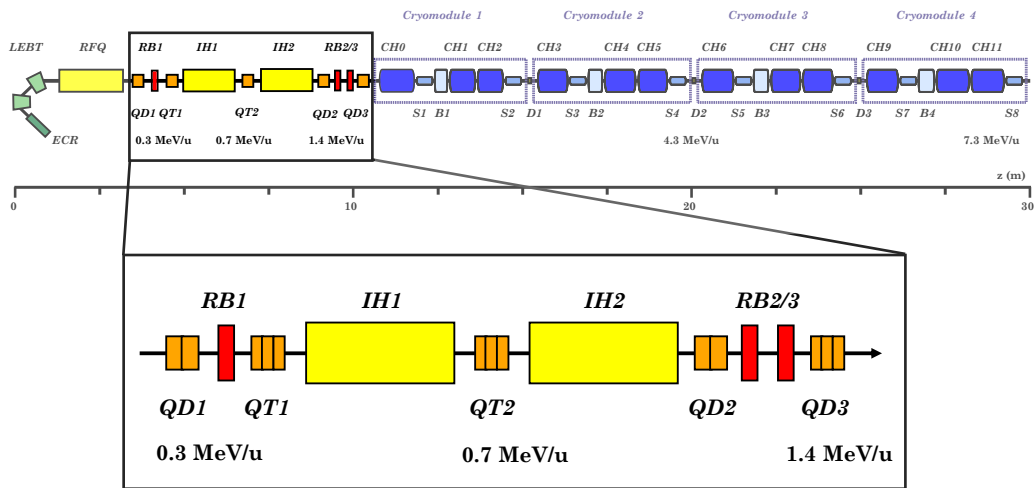 Cryomodule 1 Cryomodule 2 Cryomodule 3 Cryomodule 4
LEBT RFQ RB1 IH1 IH2 RB2/3 CH0 CH1 CH2 CH3 CH4 CH5 CH6 CH7 CH8 CH9 CH10 CH11
QD1 QT1 QT2 QD2 QD3 S1 B1 S2 D1 S3 B2 S4 D2 S5 B3 S6 D3 S7 B4 S8
ECR 0.3 MeV/u 0.7 MeV/u 1.4 MeV/u 4.3 MeV/u 7.3 MeV/u
z (m)
0 10 20 30
RB1 IH1 IH2 RB2/3
QD1 QT1 QT2 QD2 QD3
0.3 MeV/u 0.7 MeV/u 1.4 MeV/u